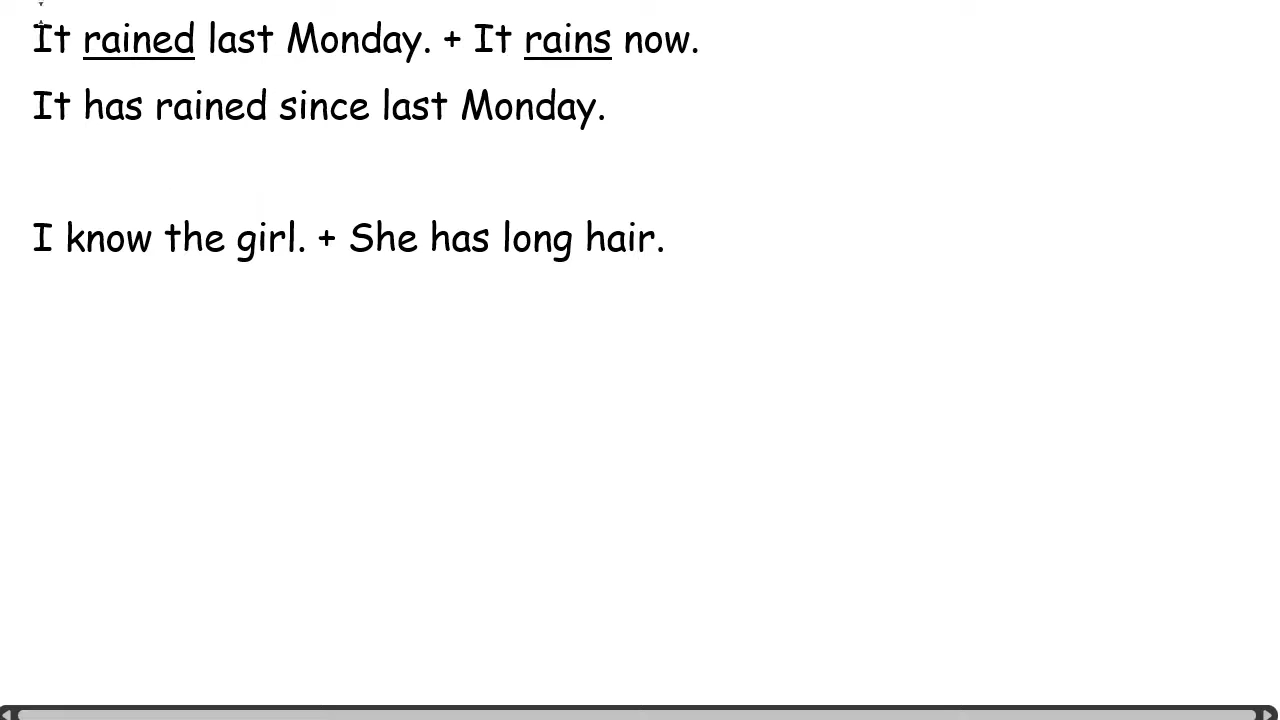 It rained last Monday. + It rains now.
It has rained since last Monday.
I know the girl. + She has long hair.